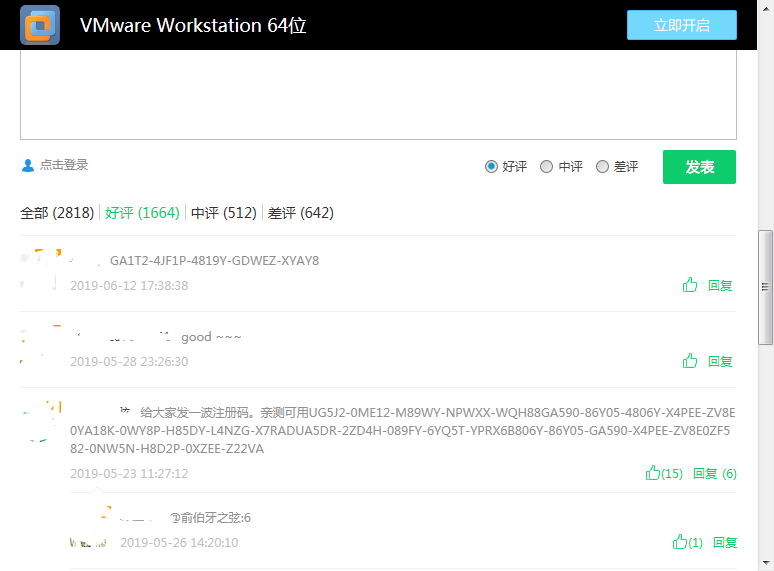 VMware Workstation 64位
立即开启
点击登录
好评 中评 差评
发表
全部 (2818) 好评 (1664) 中评 (512) 差评 (642)
GA1T2-4JF1P-4819Y-GDWEZ-XYAY8
2019-06-12 17:38:38
回复
good ~~~
2019-05-28 23:26:30
回复
给大家发一波注册码。亲测可用UG5J2-0ME12-M89WY-NPWXX-WQH88GA590-86Y05-4806Y-X4PEE-ZV8E
0YA18K-0WY8P-H85DY-L4NZG-X7RADUA5DR-2ZD4H-089FY-6YQ5T-YPRX6B806Y-86Y05-GA590-X4PEE-ZV8E0ZF5
82-0NW5N-H8D2P-0XZEE-Z22VA
2019-05-23 11:27:12
(15) 回复 (6)
@俞伯牙之弦:6
2019-05-26 14:20:10
(1) 回复